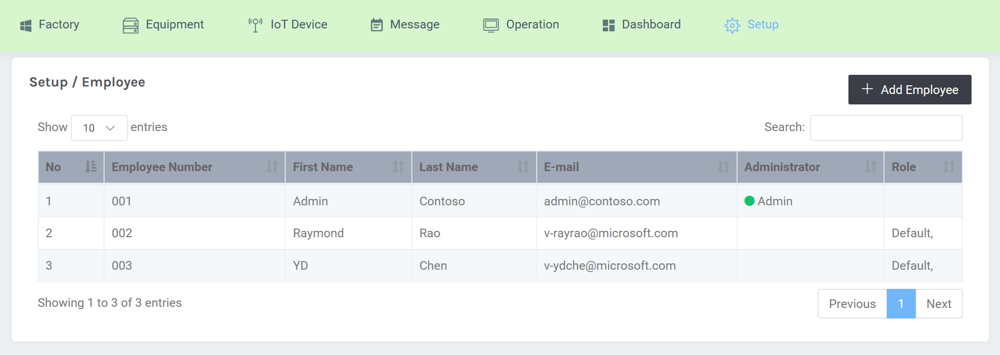 Factory Equipment IoT Device Message Operation Dashboard Setup
Setup / Employee
Add Employee
Show 10 entries Search:
No Employee Number First Name Last Name E-mail Administrator Role
1 001 Admin Contoso admin@contoso.com Admin
2 002 Raymond Rao v-rayrao@microsoft.com Default,
3 003 YD Chen v-ydche@microsoft.com Default,
Showing 1 to 3 of 3 entries
Previous 1 Next